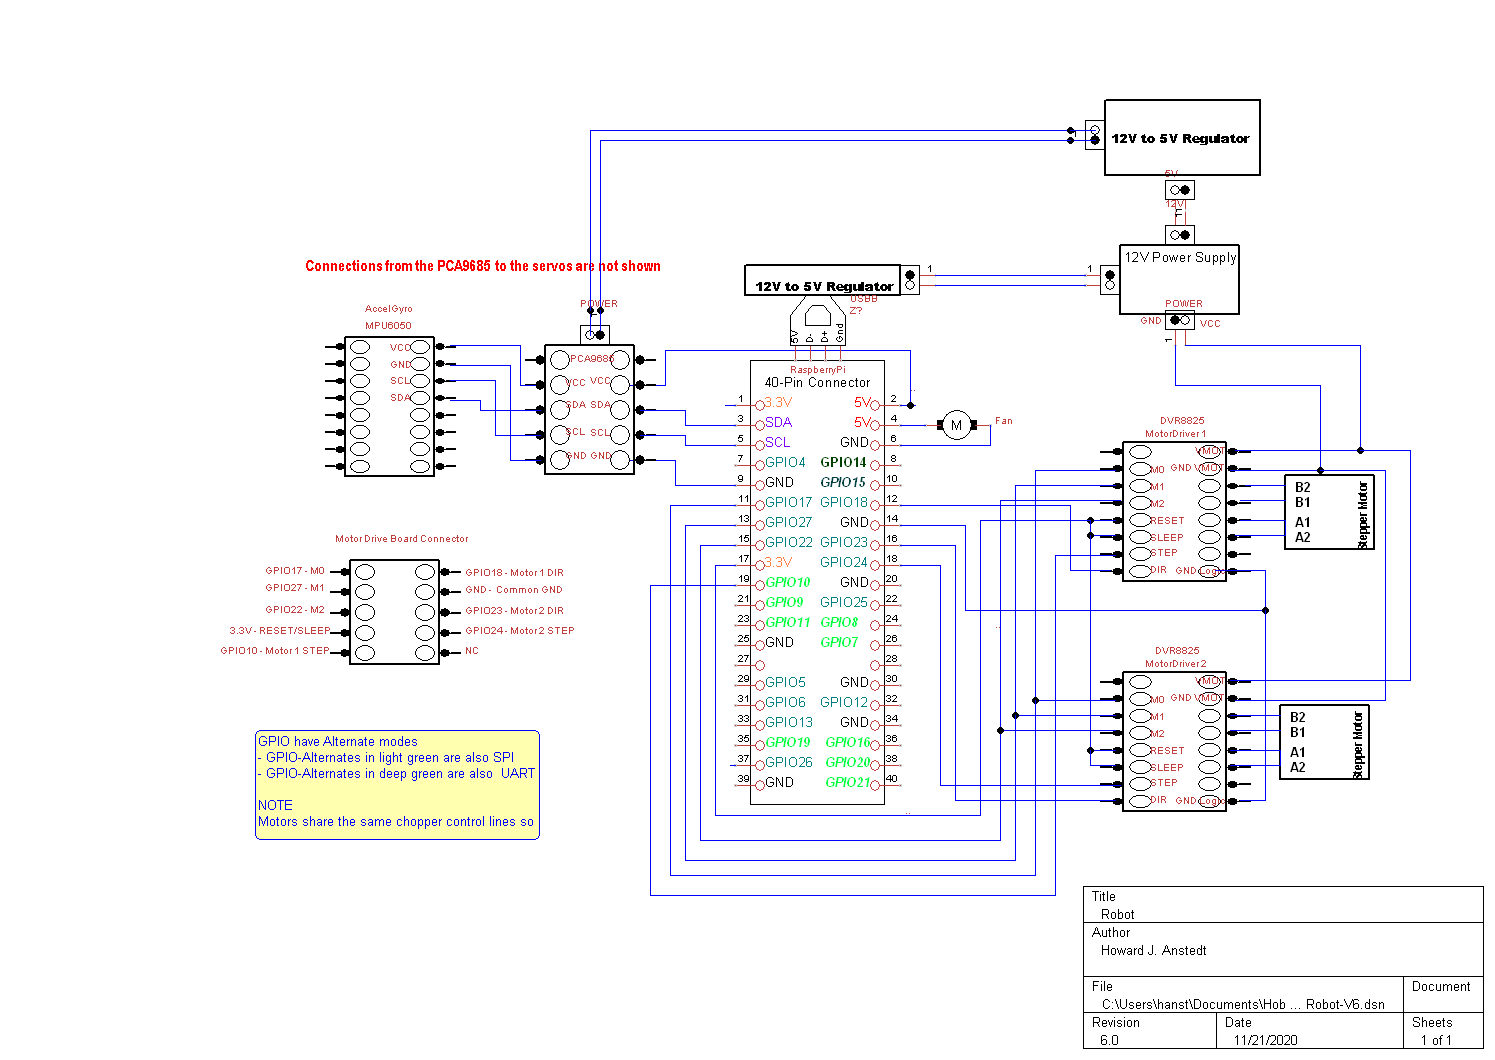 12V to 5V Regulator
5V
12V
1
Connections from the PCA9685 to the servos are not shown
12V to 5V Regulator
1
1
12V Power Supply
USBB
Z?
5V
D-
D+
Gnd
POWER
GND
VCC
1
AccelGyro
MPU6050
VCC
GND
SCL
SDA
POWER
PCA9685
VCC VCC
SDA SDA
SCL SCL
GND GND
RaspberryPi
40-Pin Connector
1 3.3V 5V 2
3 SDA 5V 4
5 SCL GND 6
7 GPIO4 GPIO14 8
9 GND GPIO15 10
11 GPIO17 GPIO18 12
13 GPIO27 GND 14
15 GPIO22 GPIO23 16
17 3.3V GPIO24 18
19 GPIO10 GND 20
21 GPIO9 GPIO25 22
23 GPIO11 GPIO8 24
25 GND GPIO7 26
27 28
29 GPIO5 GND 30
31 GPIO6 GPIO12 32
33 GPIO13 GND 34
35 GPIO19 GPIO16 36
37 GPIO26 GPIO20 38
39 GND GPIO21 40
M
Fan
DVR8825
MotorDriver1
VMOT
M0 GND VMOT
M1
M2
RESET
SLEEP
STEP
DIR GND Logic
B2
B1
A1
A2
Stepper Motor
DVR8825
MotorDriver2
VMOT
M0 GND VMOT
M1
M2
RESET
SLEEP
STEP
DIR GND Logic
B2
B1
A1
A2
Stepper Motor
Motor Drive Board Connector
GPIO17 - M0 GPIO18 - Motor1 DIR
GPIO27 - M1 GND - Common GND
GPIO22 - M2 GPIO23 - Motor2 DIR
3.3V - RESET/SLEEP GPIO24 - Motor2 STEP
GPIO10 - Motor1 STEP NC
GPIO have Alternate modes
- GPIO-Alternates in light green are also SPI
- GPIO-Alternates in deep green are also UART
NOTE
Motors share the same chopper control lines so
Title
Robot
Author
Howard J. Anstedt
File Document
C:\Users\hanst\Documents\Hob ... Robot-V6.dsn
Revision Date Sheets
6.0 11/21/2020 1 of 1